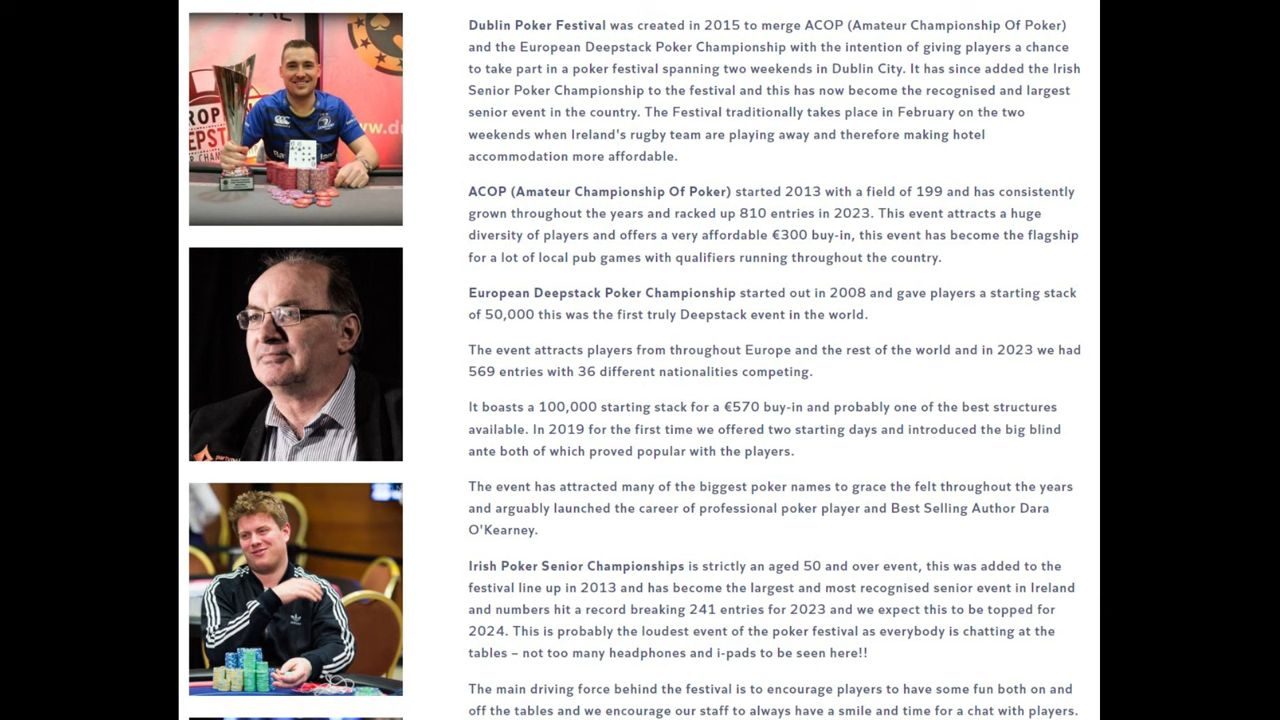 Dublin Poker Festival was created in 2015 to merge ACOP (Amateur Championship Of Poker)
and the European Deepstack Poker Championship with the intention of giving players a chance
to take part in a poker festival spanning two weekends in Dublin City. It has since added the Irish
Senior Poker Championship to the festival and this has now become the recognised and largest
senior event in the country. The Festival traditionally takes place in February on the two
weekends when Ireland's rugby team are playing away and therefore making hotel
accommodation more affordable.
ACOP (Amateur Championship Of Poker) started 2013 with a field of 199 and has consistently
grown throughout the years and racked up 810 entries in 2023. This event attracts a huge
diversity of players and offers a very affordable €300 buy-in, this event has become the flagship
for a lot of local pub games with qualifiers running throughout the country.
European Deepstack Poker Championship started out in 2008 and gave players a starting stack
of 50,000 this was the first truly Deepstack event in the world.
The event attracts players from throughout Europe and the rest of the world and in 2023 we had
569 entries with 36 different nationalities competing.
It boasts a 100,000 starting stack for a €570 buy-in and probably one of the best structures
available. In 2019 for the first time we offered two starting days and introduced the big blind
ante both of which proved popular with the players.
The event has attracted many of the biggest poker names to grace the felt throughout the years
and arguably launched the career of professional poker player and Best Selling Author Dara
O'Kearney.
Irish Poker Senior Championships is strictly an aged 50 and over event, this was added to the
festival line up in 2013 and has become the largest and most recognised senior event in Ireland
and numbers hit a record breaking 241 entries for 2023 and we expect this to be topped for
2024. This is probably the loudest event of the poker festival as everybody is chatting at the
tables – not too many headphones and i-pads to be seen here!!
The main driving force behind the festival is to encourage players to have some fun both on and
off the tables and we encourage our staff to always have a smile and time for a chat with players.